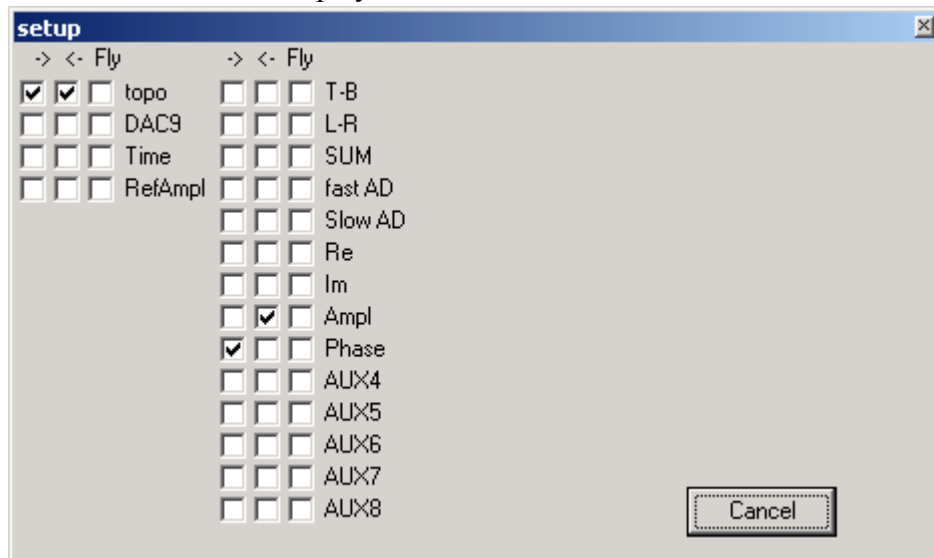 setup
-> <- Fly -> <- Fly
topo T-B
DAC9 L-R
Time SUM
RefAmpl fast AD
Slow AD
Re
Im
Ampl
Phase
AUX4
AUX5
AUX6
AUX7
AUX8
Cancel